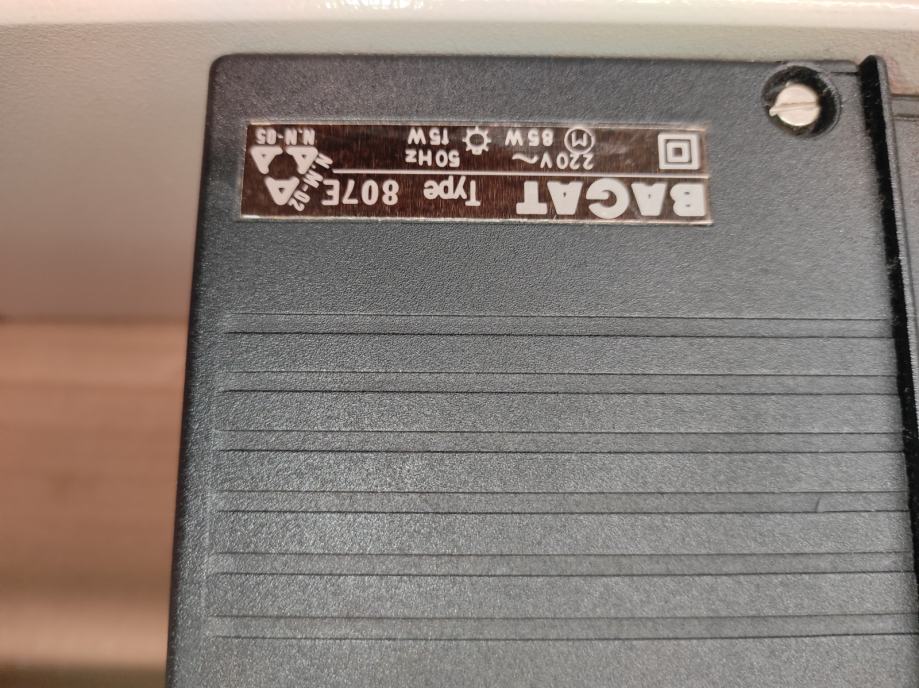 BAGAT Type 807E
220V~ Ⓜ 85W
50Hz ☼ 15W
N.M-02
N.N-05